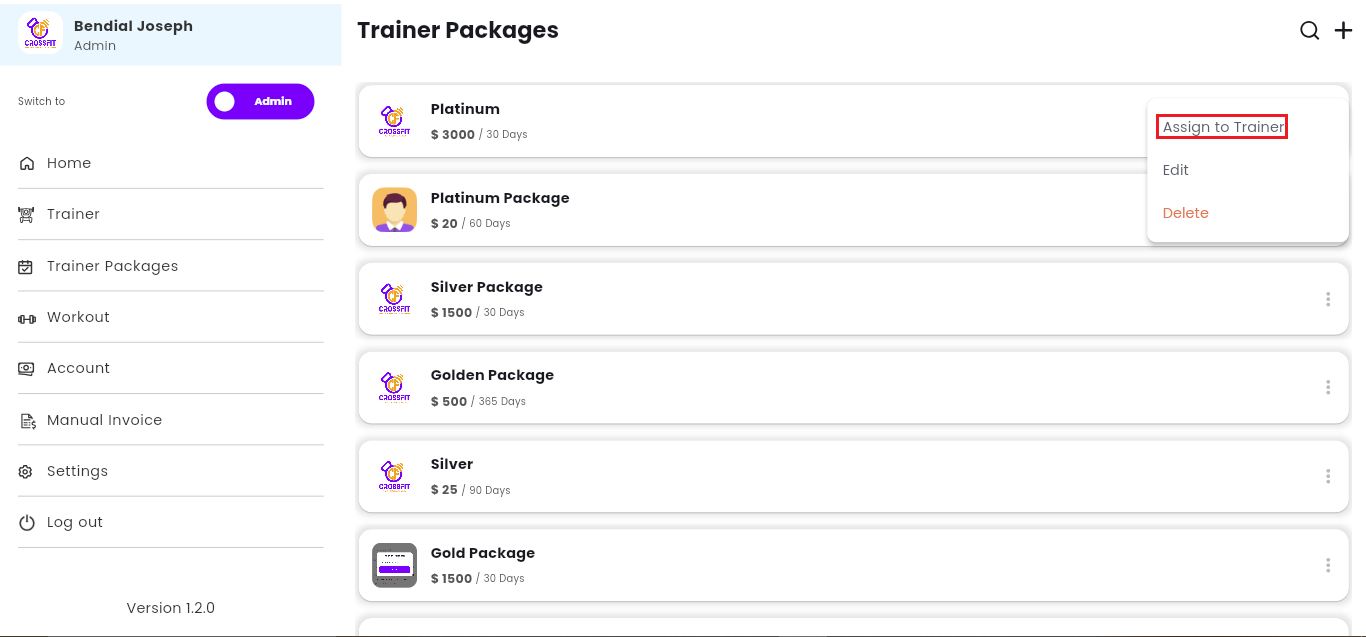 Bendial Joseph
Admin
CROSSFIT
Switch to
Admin
Home
Trainer
Trainer Packages
Workout
Account
Manual Invoice
Settings
Log out
Version 1.2.0
Trainer Packages
Platinum
$ 3000 / 30 Days
CROSSFIT
Assign to Trainer
Edit
Delete
Platinum Package
$ 20 / 60 Days
Silver Package
$ 1500 / 30 Days
CROSSFIT
Golden Package
$ 500 / 365 Days
CROSSFIT
Silver
$ 25 / 90 Days
CROSSFIT
Gold Package
$ 1500 / 30 Days